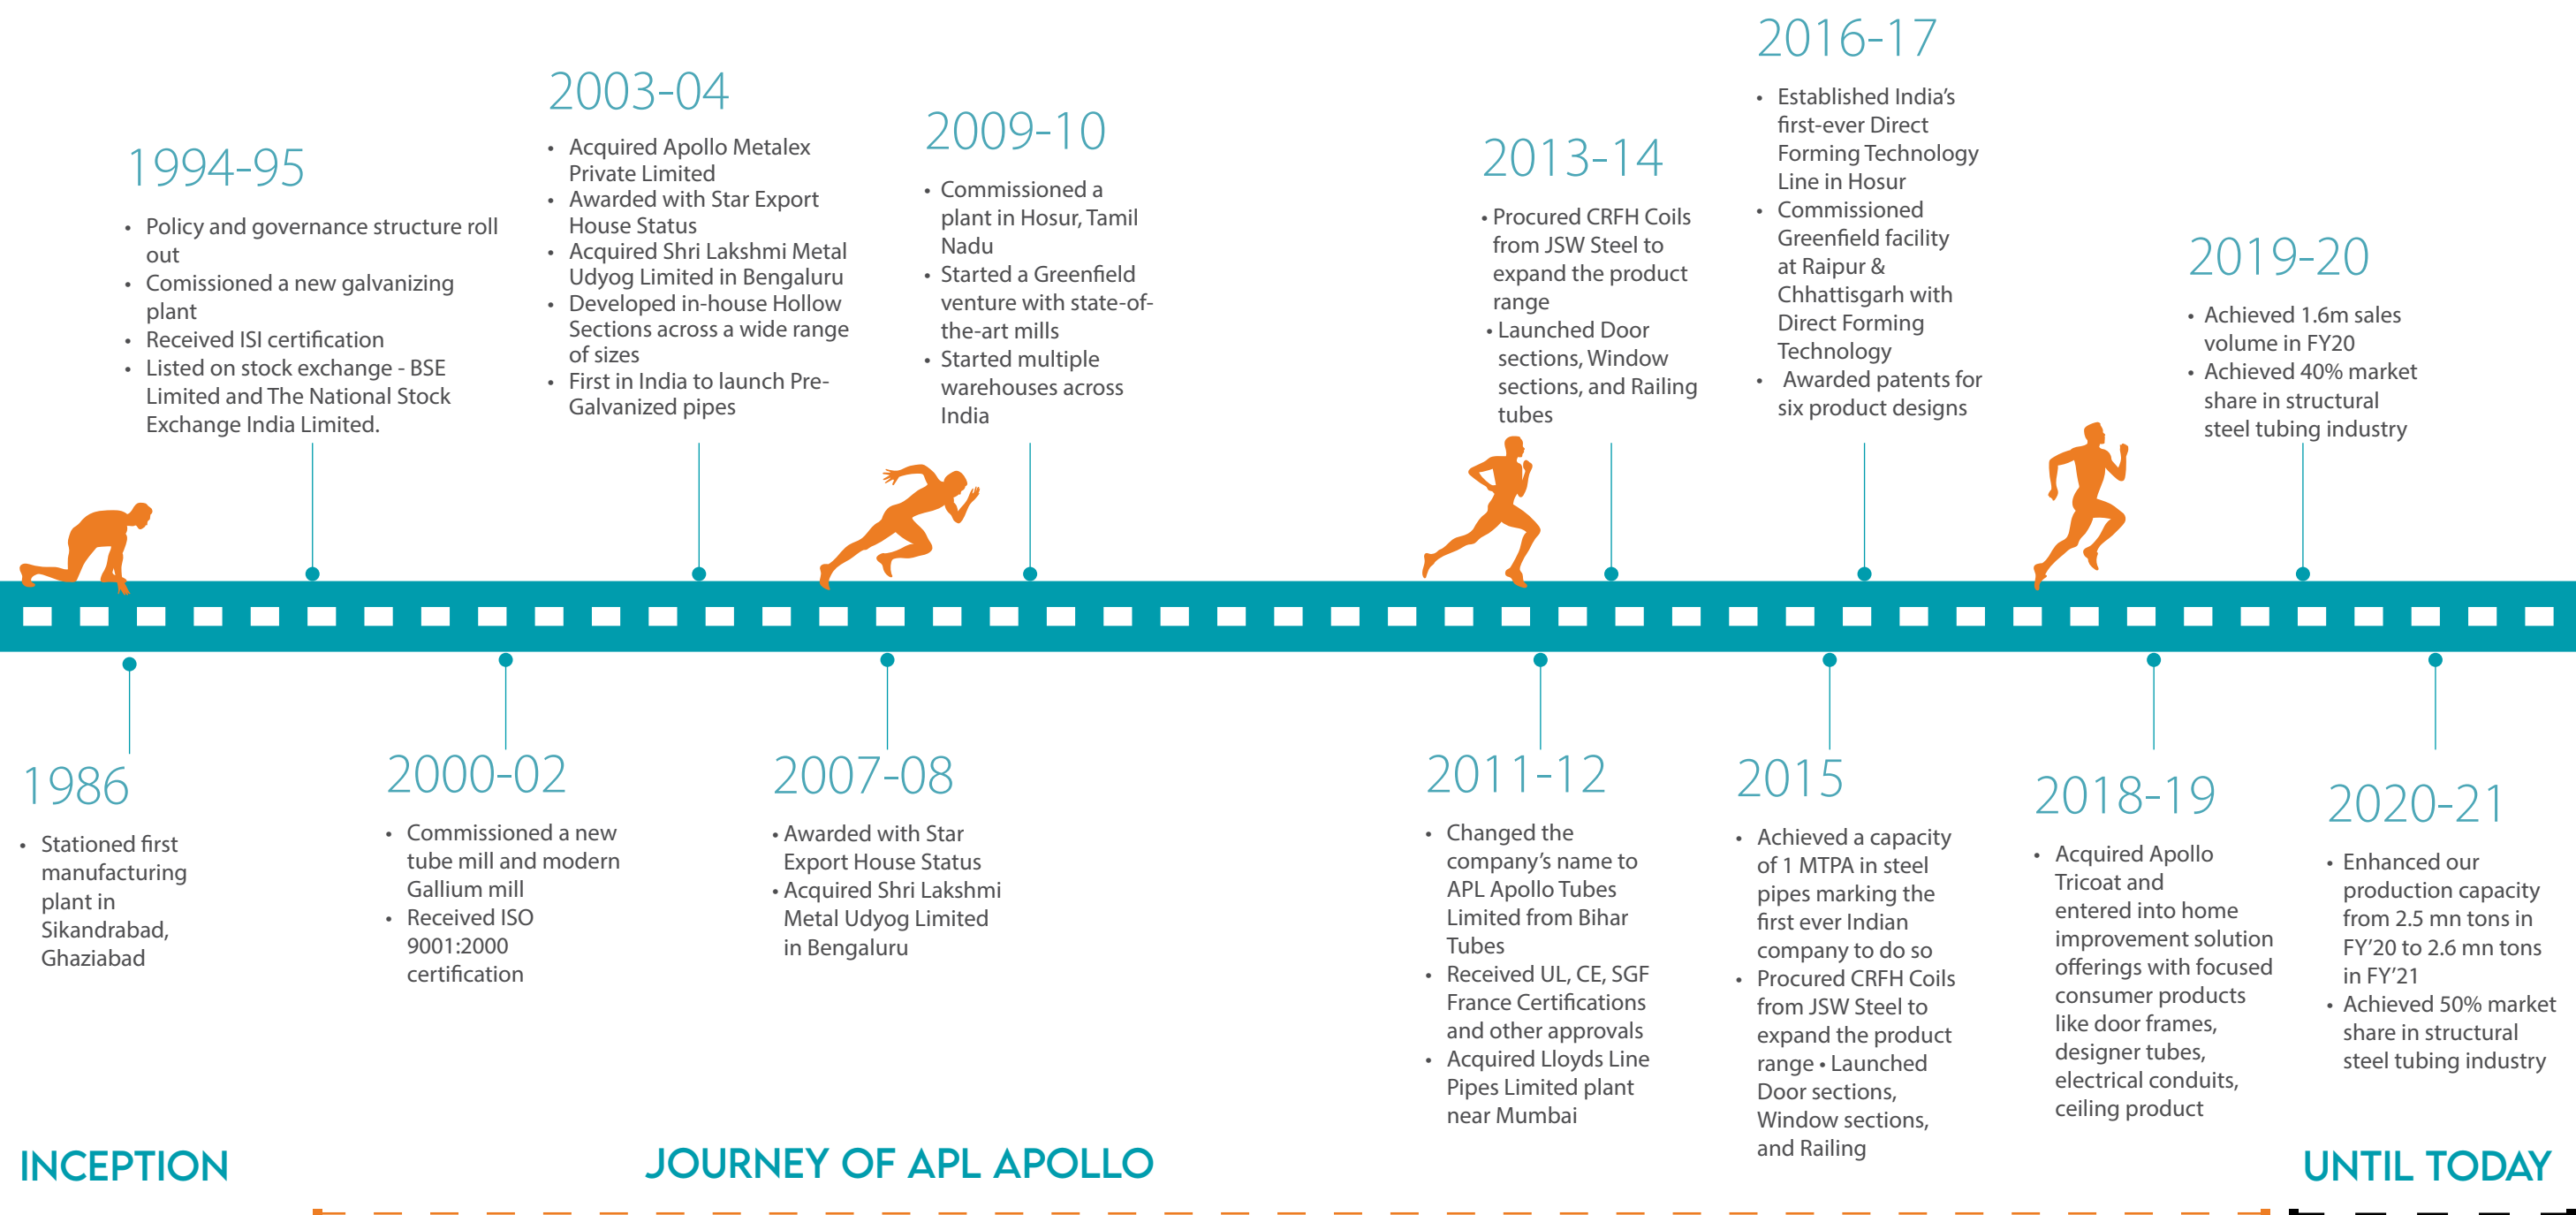 1994-95
• Policy and governance structure roll
out
• Comissioned a new galvanizing
plant
• Received ISI certification
• Listed on stock exchange - BSE
Limited and The National Stock
Exchange India Limited.
2003-04
• Acquired Apollo Metalex
Private Limited
• Awarded with Star Export
House Status
• Acquired Shri Lakshmi Metal
Udyog Limited in Bengaluru
• Developed in-house Hollow
Sections across a wide range
of sizes
• First in India to launch Pre-
Galvanized pipes
2009-10
• Commissioned a
plant in Hosur, Tamil
Nadu
• Started a Greenfield
venture with state-of-
the-art mills
• Started multiple
warehouses across
India
2013-14
• Procured CRFH Coils
from JSW Steel to
expand the product
range
• Launched Door
sections, Window
sections, and Railing
tubes
2016-17
• Established India's
first-ever Direct
Forming Technology
Line in Hosur
• Commissioned
Greenfield facility
at Raipur &
Chhattisgarh with
Direct Forming
Technology
• Awarded patents for
six product designs
2019-20
• Achieved 1.6m sales
volume in FY20
• Achieved 40% market
share in structural
steel tubing industry
1986
• Stationed first
manufacturing
plant in
Sikandrabad,
Ghaziabad
2000-02
• Commissioned a new
tube mill and modern
Gallium mill
• Received ISO
9001:2000
certification
2007-08
• Awarded with Star
Export House Status
• Acquired Shri Lakshmi
Metal Udyog Limited
in Bengaluru
2011-12
• Changed the
company's name to
APL Apollo Tubes
Limited from Bihar
Tubes
• Received UL, CE, SGF
France Certifications
and other approvals
• Acquired Lloyds Line
Pipes Limited plant
near Mumbai
2015
• Achieved a capacity
of 1 MTPA in steel
pipes marking the
first ever Indian
company to do so
• Procured CRFH Coils
from JSW Steel to
expand the product
range • Launched
Door sections,
Window sections,
and Railing
2018-19
• Acquired Apollo
Tricoat and
entered into home
improvement solution
offerings with focused
consumer products
like door frames,
designer tubes,
electrical conduits,
ceiling product
2020-21
• Enhanced our
production capacity
from 2.5 mn tons in
FY'20 to 2.6 mn tons
in FY'21
• Achieved 50% market
share in structural
steel tubing industry
INCEPTION
JOURNEY OF APL APOLLO
UNTIL TODAY